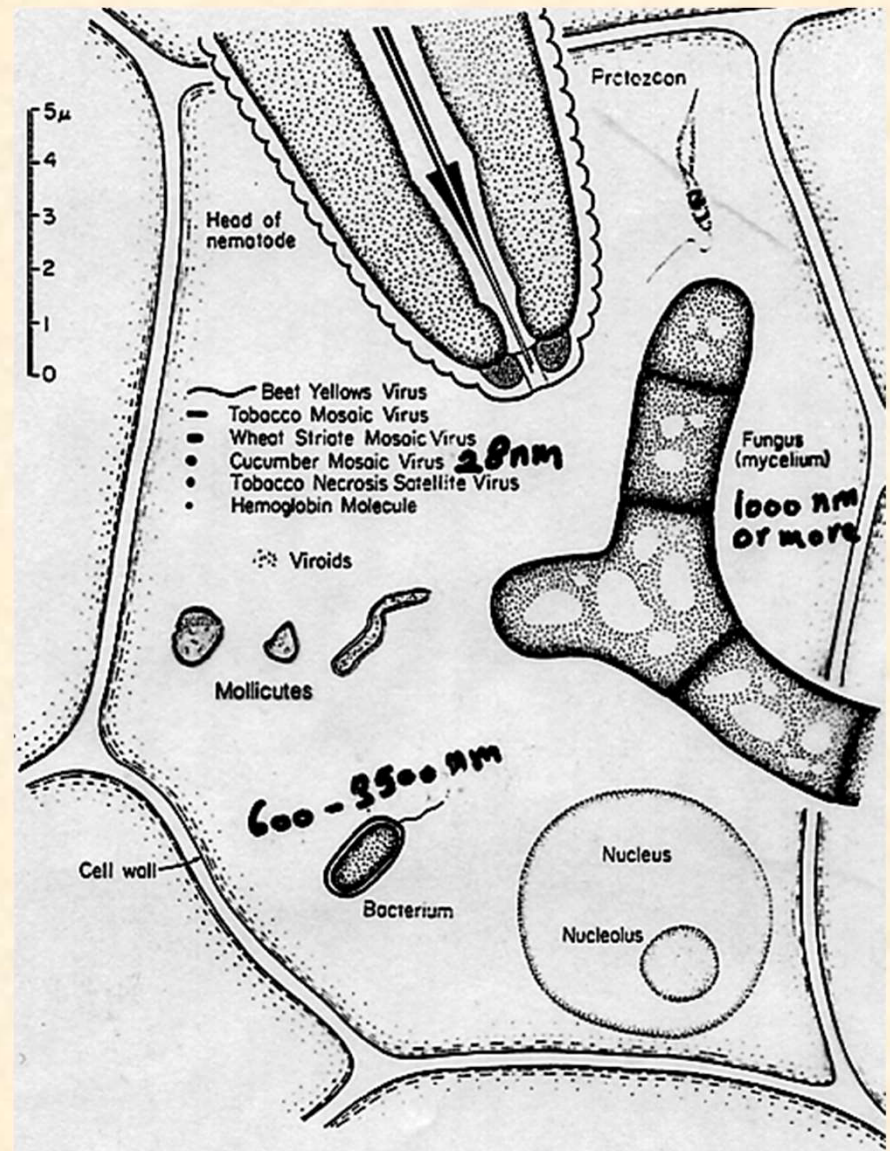 Protozoon
5μ
4
3
2
1
0
Head of
nematode
Beet Yellows Virus
Tobacco Mosaic Virus
Wheat Striate Mosaic Virus
Cucumber Mosaic Virus 28nm
Tobacco Necrosis Satellite Virus
Hemoglobin Molecule
Fungus
(mycelium)
1000 nm
or more
Viroids
Mollicutes
600 - 3500 nm
Cell wall
Bacterium
Nucleus
Nucleolus